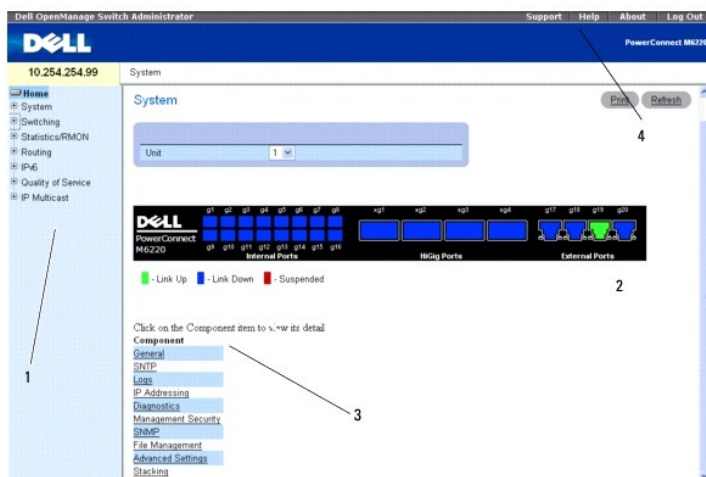 Dell OpenManage Switch Administrator
Support Help About Log Out
DELL
PowerConnect M6220
10.254.254.99
System
Home
System
Switching
Statistics/RMON
Routing
IPv6
Quality of Service
IP Multicast
System
Print
Refresh
4
Unit
1
g1 g2 g3 g4 g5 g6 g7 g8 xg1 xg2 xg3 xg4 g17 g18 g19 g20
DELL
PowerConnect
M6220
g9 g10 g11 g12 g13 g14 g15 g16
Internal Ports
HiGig Ports
External Ports
- Link Up
- Link Down
- Suspended
2
Click on the Component item to view its detail
Component
General
SNTP
Logs
IP Addressing
Diagnostics
Management Security
SNMP
File Management
Advanced Settings
Stacking
1
3